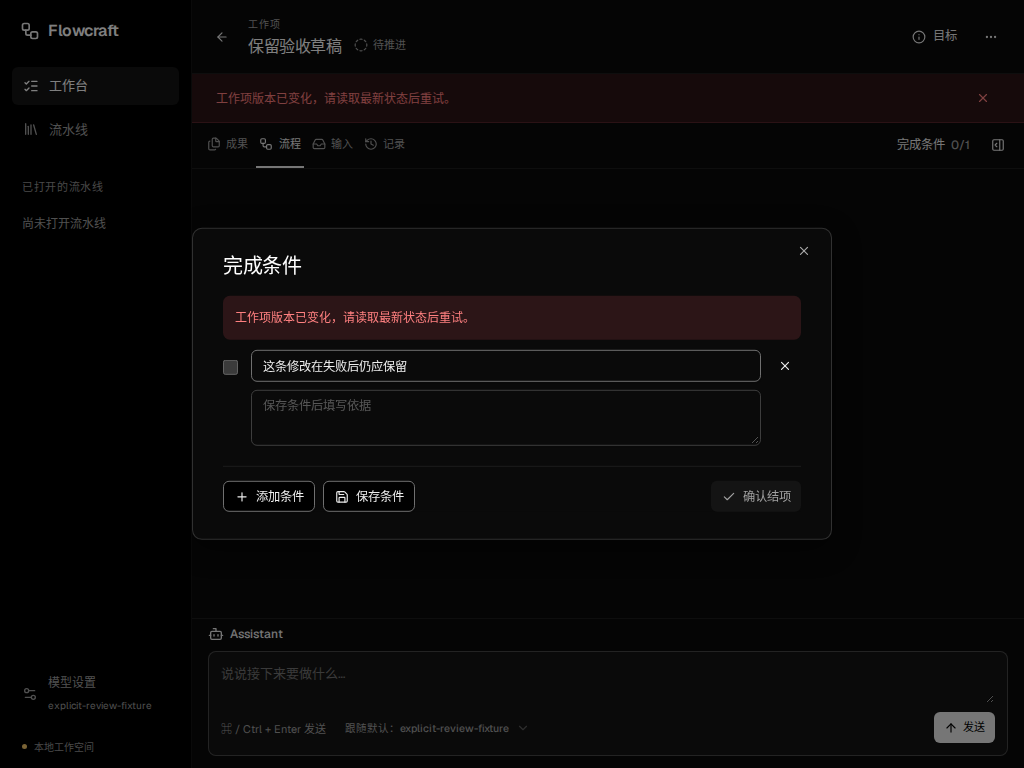 Flowcraft
工作台
流水线
已打开的流水线
尚未打开流水线
模型设置
explicit-review-fixture
本地工作空间
工作项
保留验收草稿
待推进
目标
工作项版本已变化，请读取最新状态后重试。
成果
流程
输入
记录
完成条件 0/1
完成条件
工作项版本已变化，请读取最新状态后重试。
这条修改在失败后仍应保留
保存条件后填写依据
添加条件
保存条件
确认结项
Assistant
说说接下来要做什么...
⌘ / Ctrl + Enter 发送
跟随默认：explicit-review-fixture
发送